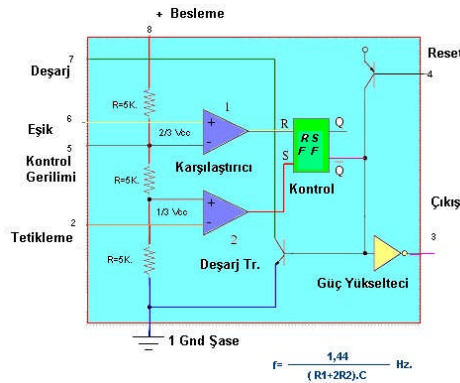 + Besleme
8
7
Deşarj
Reset
4
R=5K.
6
Eşik
+
1
5
2/3 Vcc
-
Kontrol
Gerilimi
Karşılaştırıcı
R
R S
F F
Q
S
Q
Kontrol
R=5K.
+
1/3 Vcc
-
2
Tetikleme
2
Çıkış
3
R=5K.
Deşarj Tr.
Güç Yükselteci
1 Gnd Şase
f= 1,44 / (R1+2R2).C Hz.